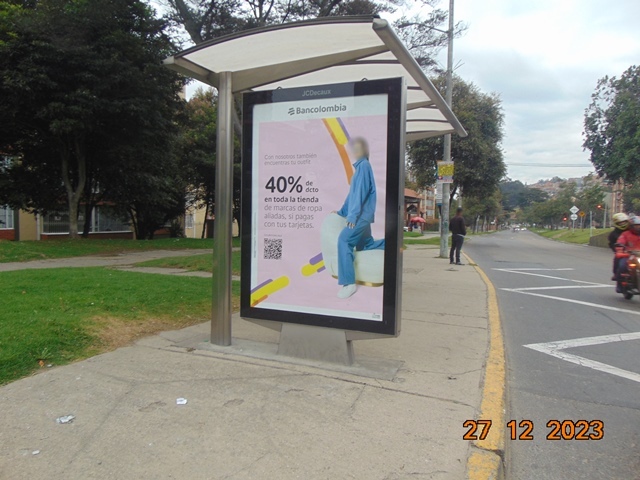 JCDecaux
Bancolombia
Con nosotros también
encuentras tu outfit
40% de
dcto
en toda la tienda
de marcas de ropa
aliadas, si pagas
con tus tarjetas.
27 12 2023